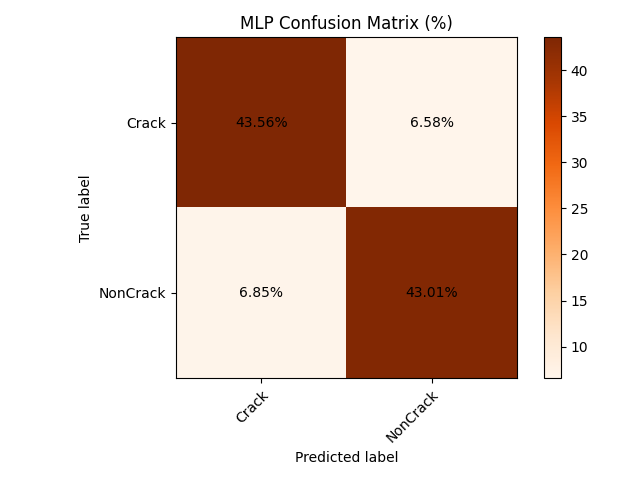 MLP Confusion Matrix (%)
Crack
43.56%
6.58%
NonCrack
6.85%
43.01%
True label
Crack
NonCrack
Predicted label
40
35
30
25
20
15
10